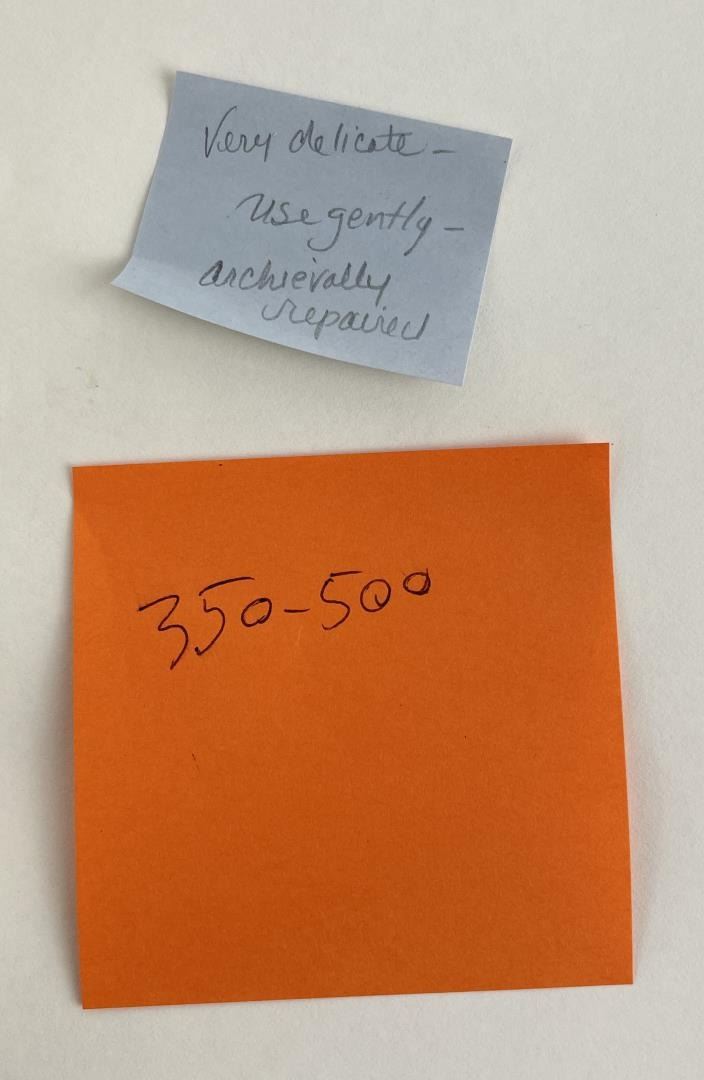 Very delicate -
use gently -
archievally
repaired
350-500